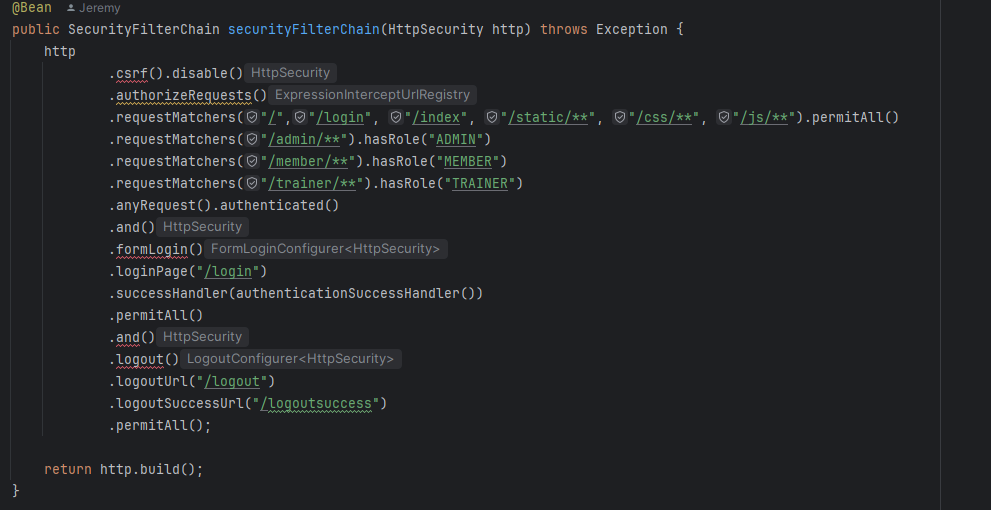 @Bean Jeremy
public SecurityFilterChain securityFilterChain(HttpSecurity http) throws Exception {
http
.csrf().disable() HttpSecurity
.authorizeRequests() ExpressionInterceptUrlRegistry
.requestMatchers("/","/login", "/index", "/static/**", "/css/**", "/js/**").permitAll()
.requestMatchers("/admin/**").hasRole("ADMIN")
.requestMatchers("/member/**").hasRole("MEMBER")
.requestMatchers("/trainer/**").hasRole("TRAINER")
.anyRequest().authenticated()
.and() HttpSecurity
.formLogin() FormLoginConfigurer<HttpSecurity>
.loginPage("/login")
.successHandler(authenticationSuccessHandler())
.permitAll()
.and() HttpSecurity
.logout() LogoutConfigurer<HttpSecurity>
.logoutUrl("/logout")
.logoutSuccessUrl("/logoutsuccess")
.permitAll();
return http.build();
}